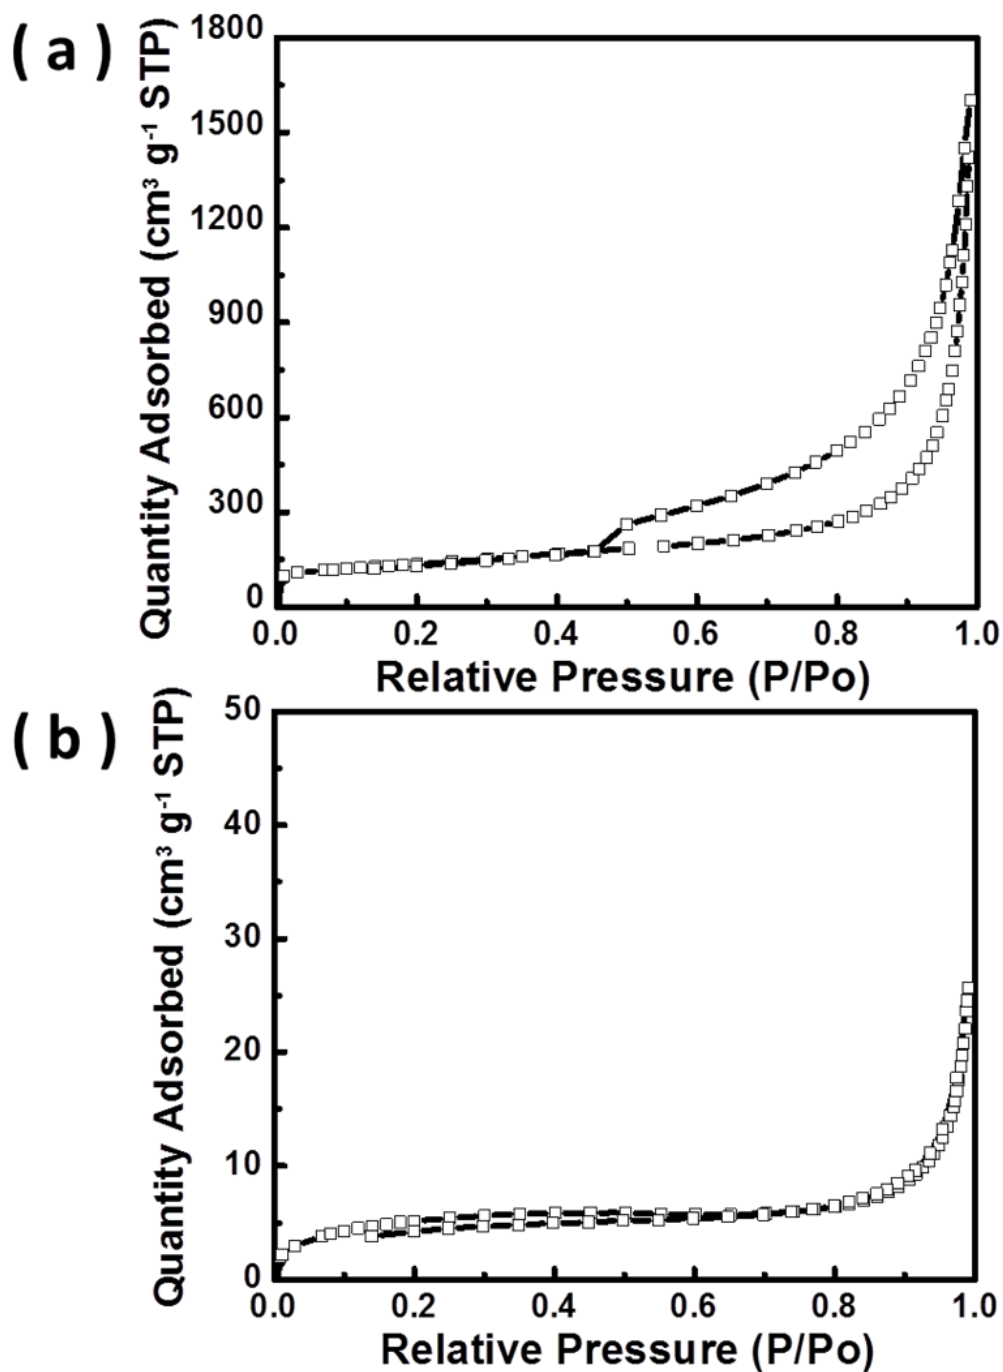 ( a )
Quantity Adsorbed (cm³ g⁻¹ STP)
1800
1500
1200
900
600
300
0
0.0 0.2 0.4 0.6 0.8 1.0
Relative Pressure (P/Po)
( b )
Quantity Adsorbed (cm³ g⁻¹ STP)
50
40
30
20
10
0
0.0 0.2 0.4 0.6 0.8 1.0
Relative Pressure (P/Po)